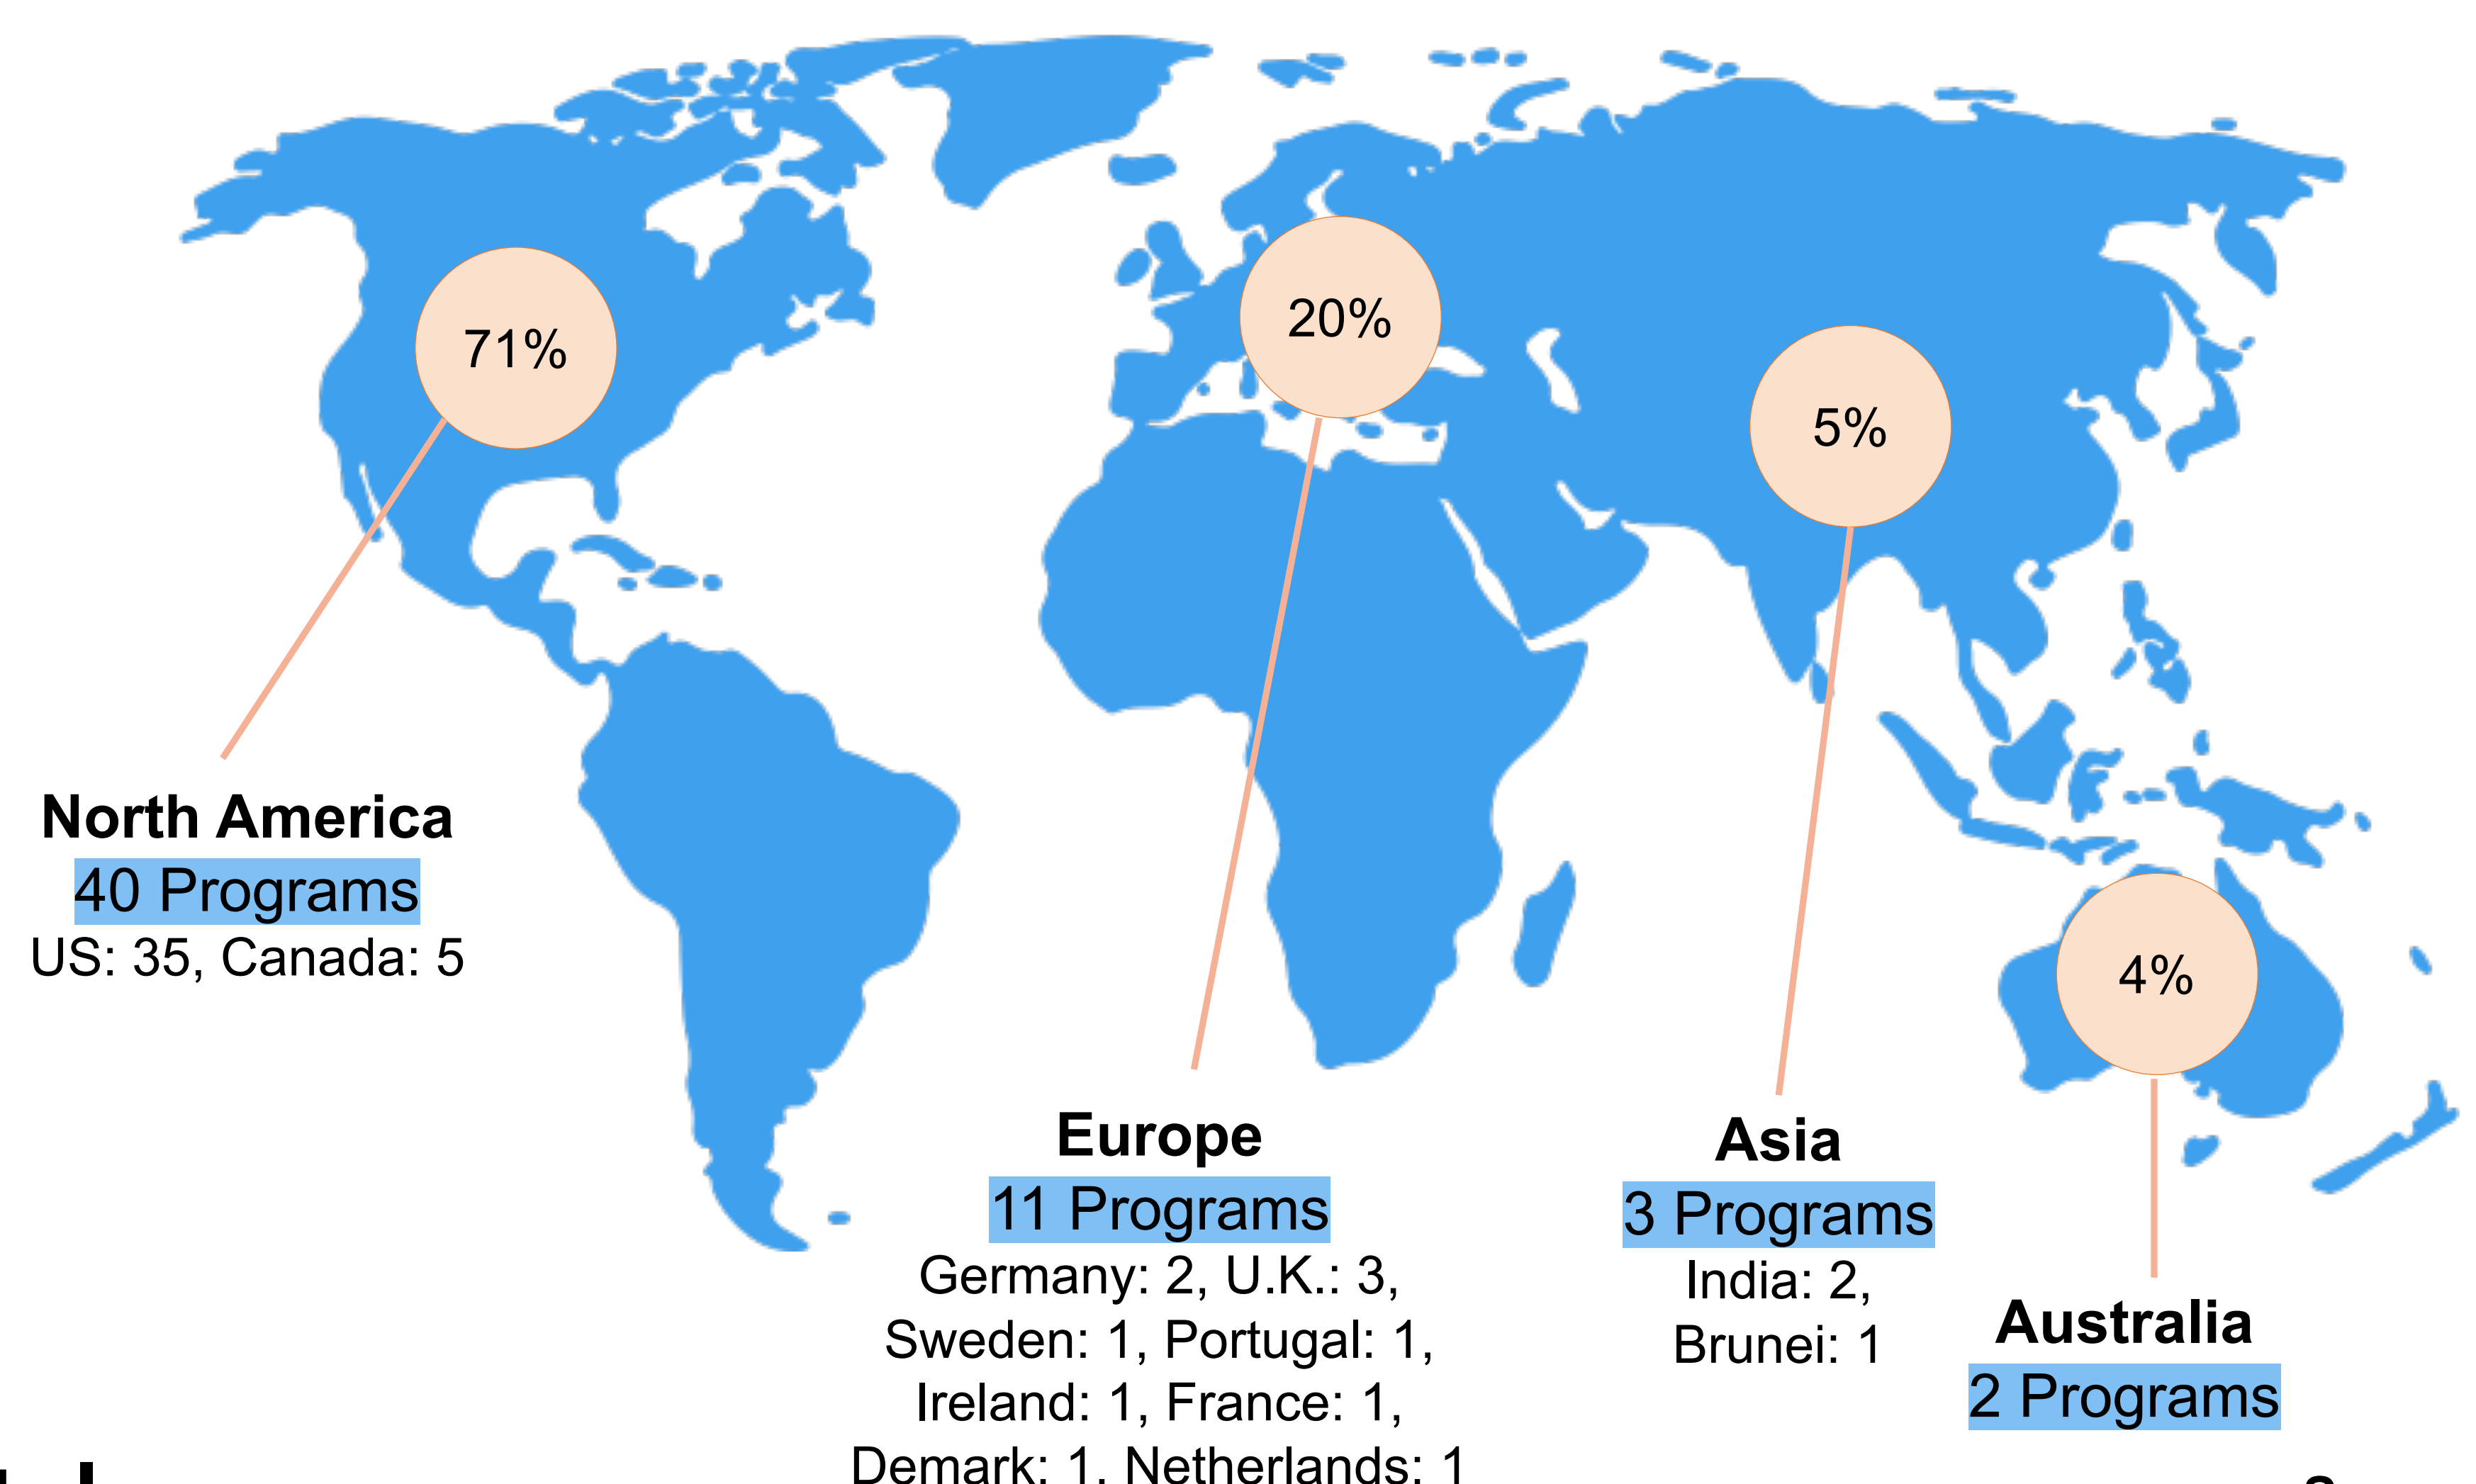 71%
20%
5%
4%
North America
40 Programs
US: 35, Canada: 5
Europe
11 Programs
Germany: 2, U.K.: 3,
Sweden: 1, Portugal: 1,
Ireland: 1, France: 1,
Demark: 1, Netherlands: 1
Asia
3 Programs
India: 2,
Brunei: 1
Australia
2 Programs